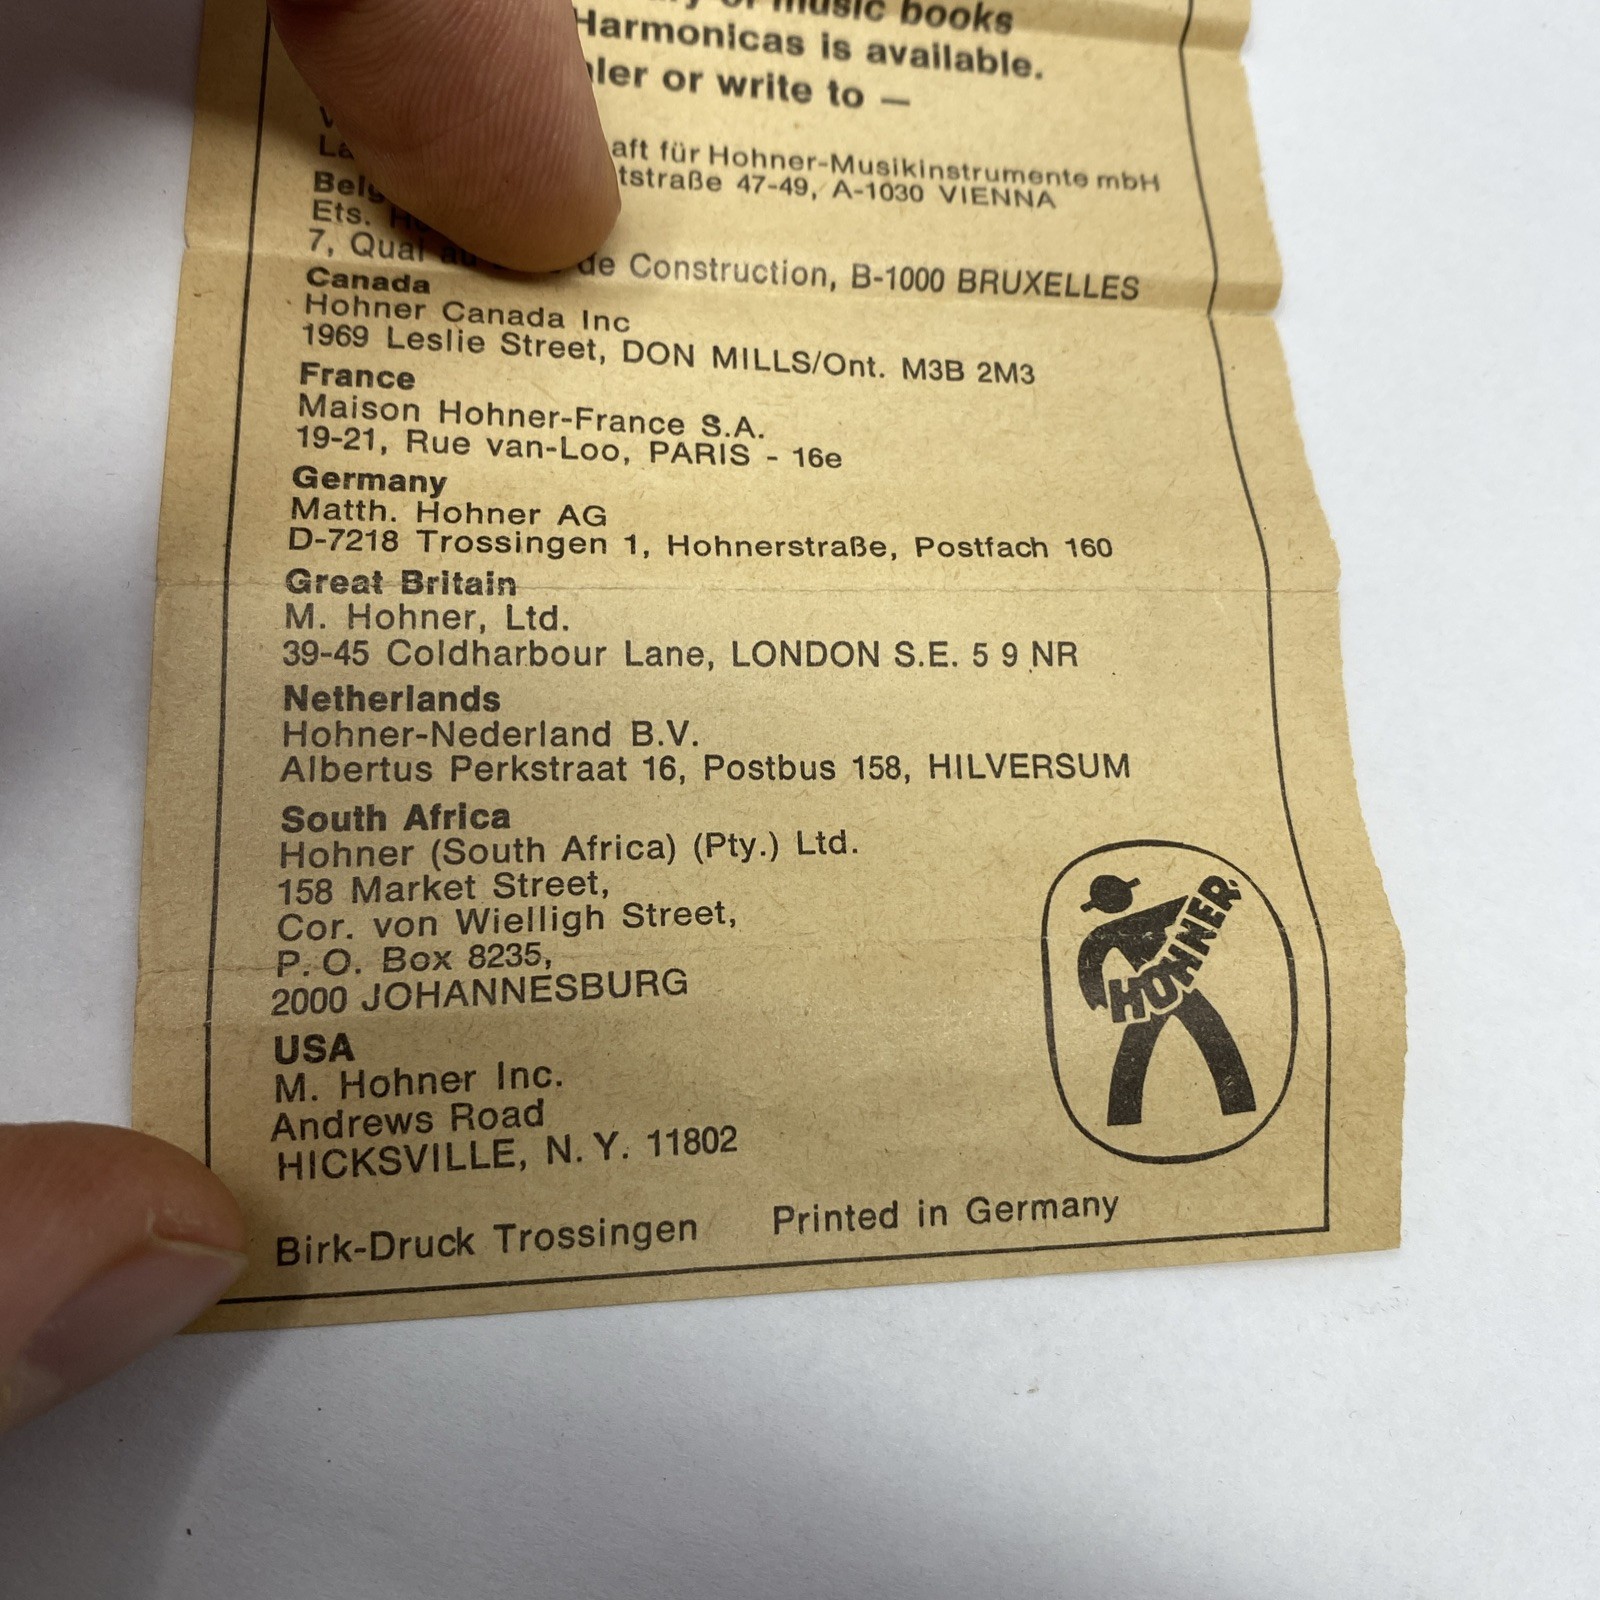 of music books
Harmonicas is available.
or write to —
für Hohner-Musikinstrumente mbH
47-49, A-1030 VIENNA
Ets.
7, Quai de Construction, B-1000 BRUXELLES
Canada
Hohner Canada Inc
1969 Leslie Street, DON MILLS/Ont. M3B 2M3
France
Maison Hohner-France S.A.
19-21, Rue van-Loo, PARIS - 16e
Germany
Matth. Hohner AG
D-7218 Trossingen 1, Hohnerstraße, Postfach 160
Great Britain
M. Hohner, Ltd.
39-45 Coldharbour Lane, LONDON S.E. 5 9 NR
Netherlands
Hohner-Nederland B.V.
Albertus Perkstraat 16, Postbus 158, HILVERSUM
South Africa
Hohner (South Africa) (Pty.) Ltd.
158 Market Street,
Cor. von Wielligh Street,
P. O. Box 8235,
2000 JOHANNESBURG
USA
M. Hohner Inc.
Andrews Road
HICKSVILLE, N. Y. 11802
HOHNER
Birk-Druck Trossingen Printed in Germany